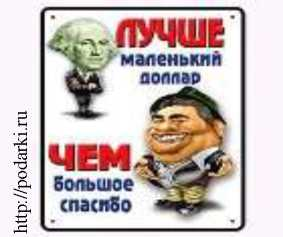 ЛУЧШЕ
маленький
доллар
ЧЕМ
большое
спасибо
http://podarki.ru